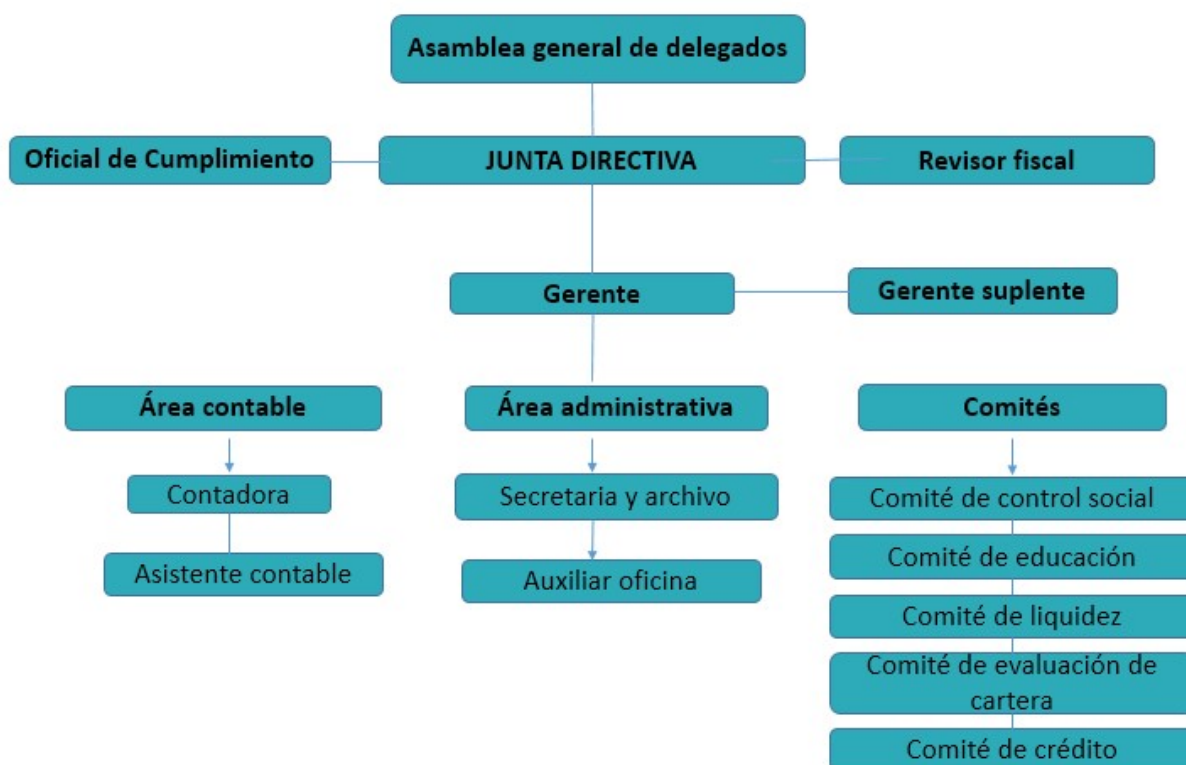 Asamblea general de delegados
Oficial de Cumplimiento
JUNTA DIRECTIVA
Revisor fiscal
Gerente
Gerente suplente
Área contable
Área administrativa
Comités
Contadora
Secretaria y archivo
Comité de control social
Asistente contable
Auxiliar oficina
Comité de educación
Comité de liquidez
Comité de evaluación de
cartera
Comité de crédito